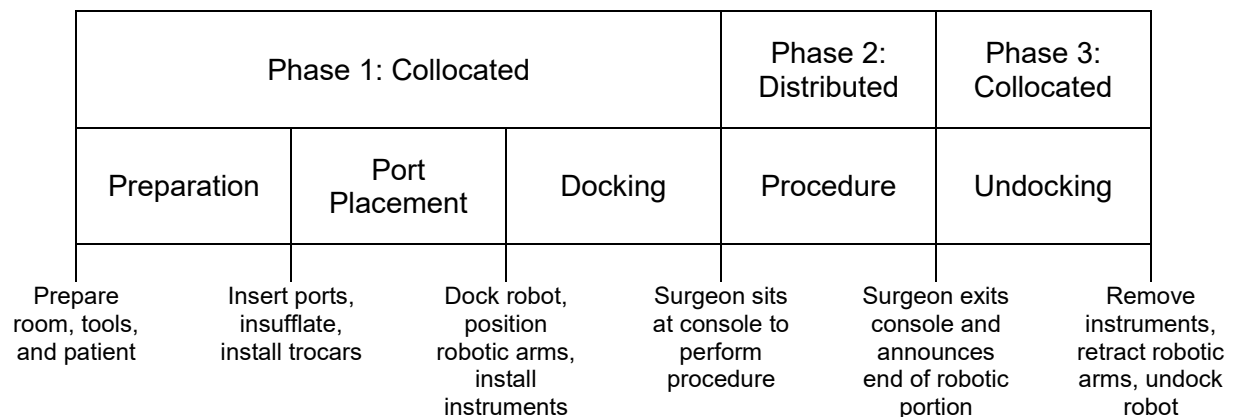 Phase 1: Collocated
Phase 2:
Distributed
Phase 3:
Collocated
Preparation
Port
Placement
Docking
Procedure
Undocking
Prepare
room, tools,
and patient
Insert ports,
insufflate,
install trocars
Dock robot,
position
robotic arms,
install
instruments
Surgeon sits
at console to
perform
procedure
Surgeon exits
console and
announces
end of robotic
portion
Remove
instruments,
retract robotic
arms, undock
robot